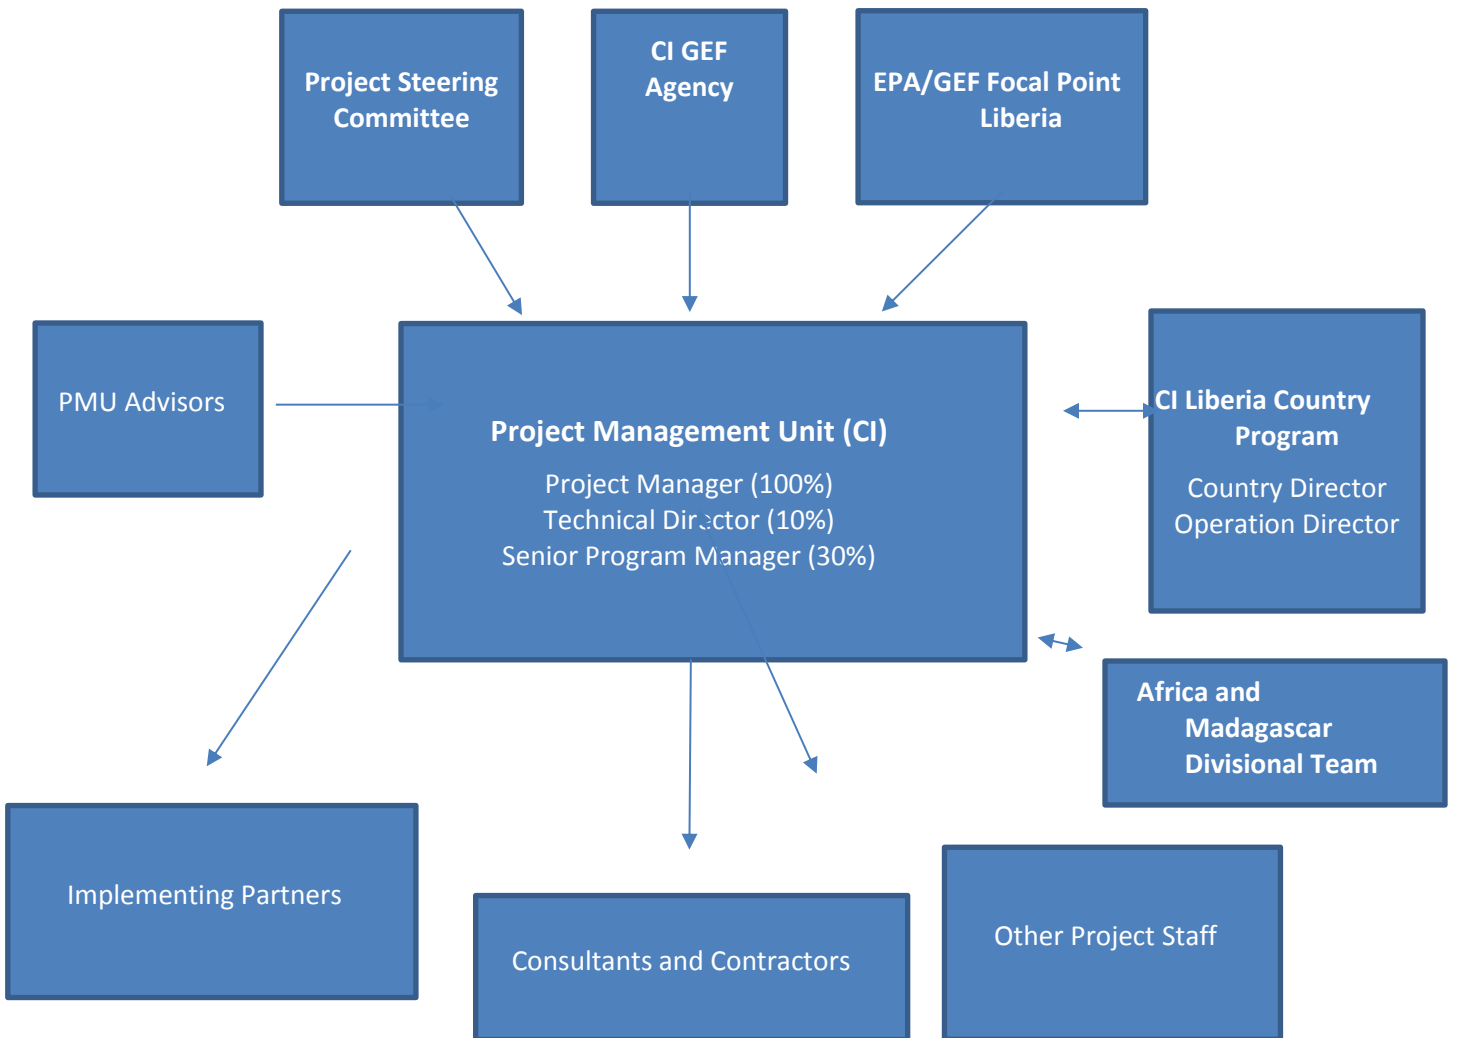 Project Steering
Committee
CI GEF
Agency
EPA/GEF Focal Point
Liberia
PMU Advisors
Project Management Unit (CI)
Project Manager (100%)
Technical Director (10%)
Senior Program Manager (30%)
CI Liberia Country
Program
Country Director
Operation Director
Africa and
Madagascar
Divisional Team
Implementing Partners
Consultants and Contractors
Other Project Staff